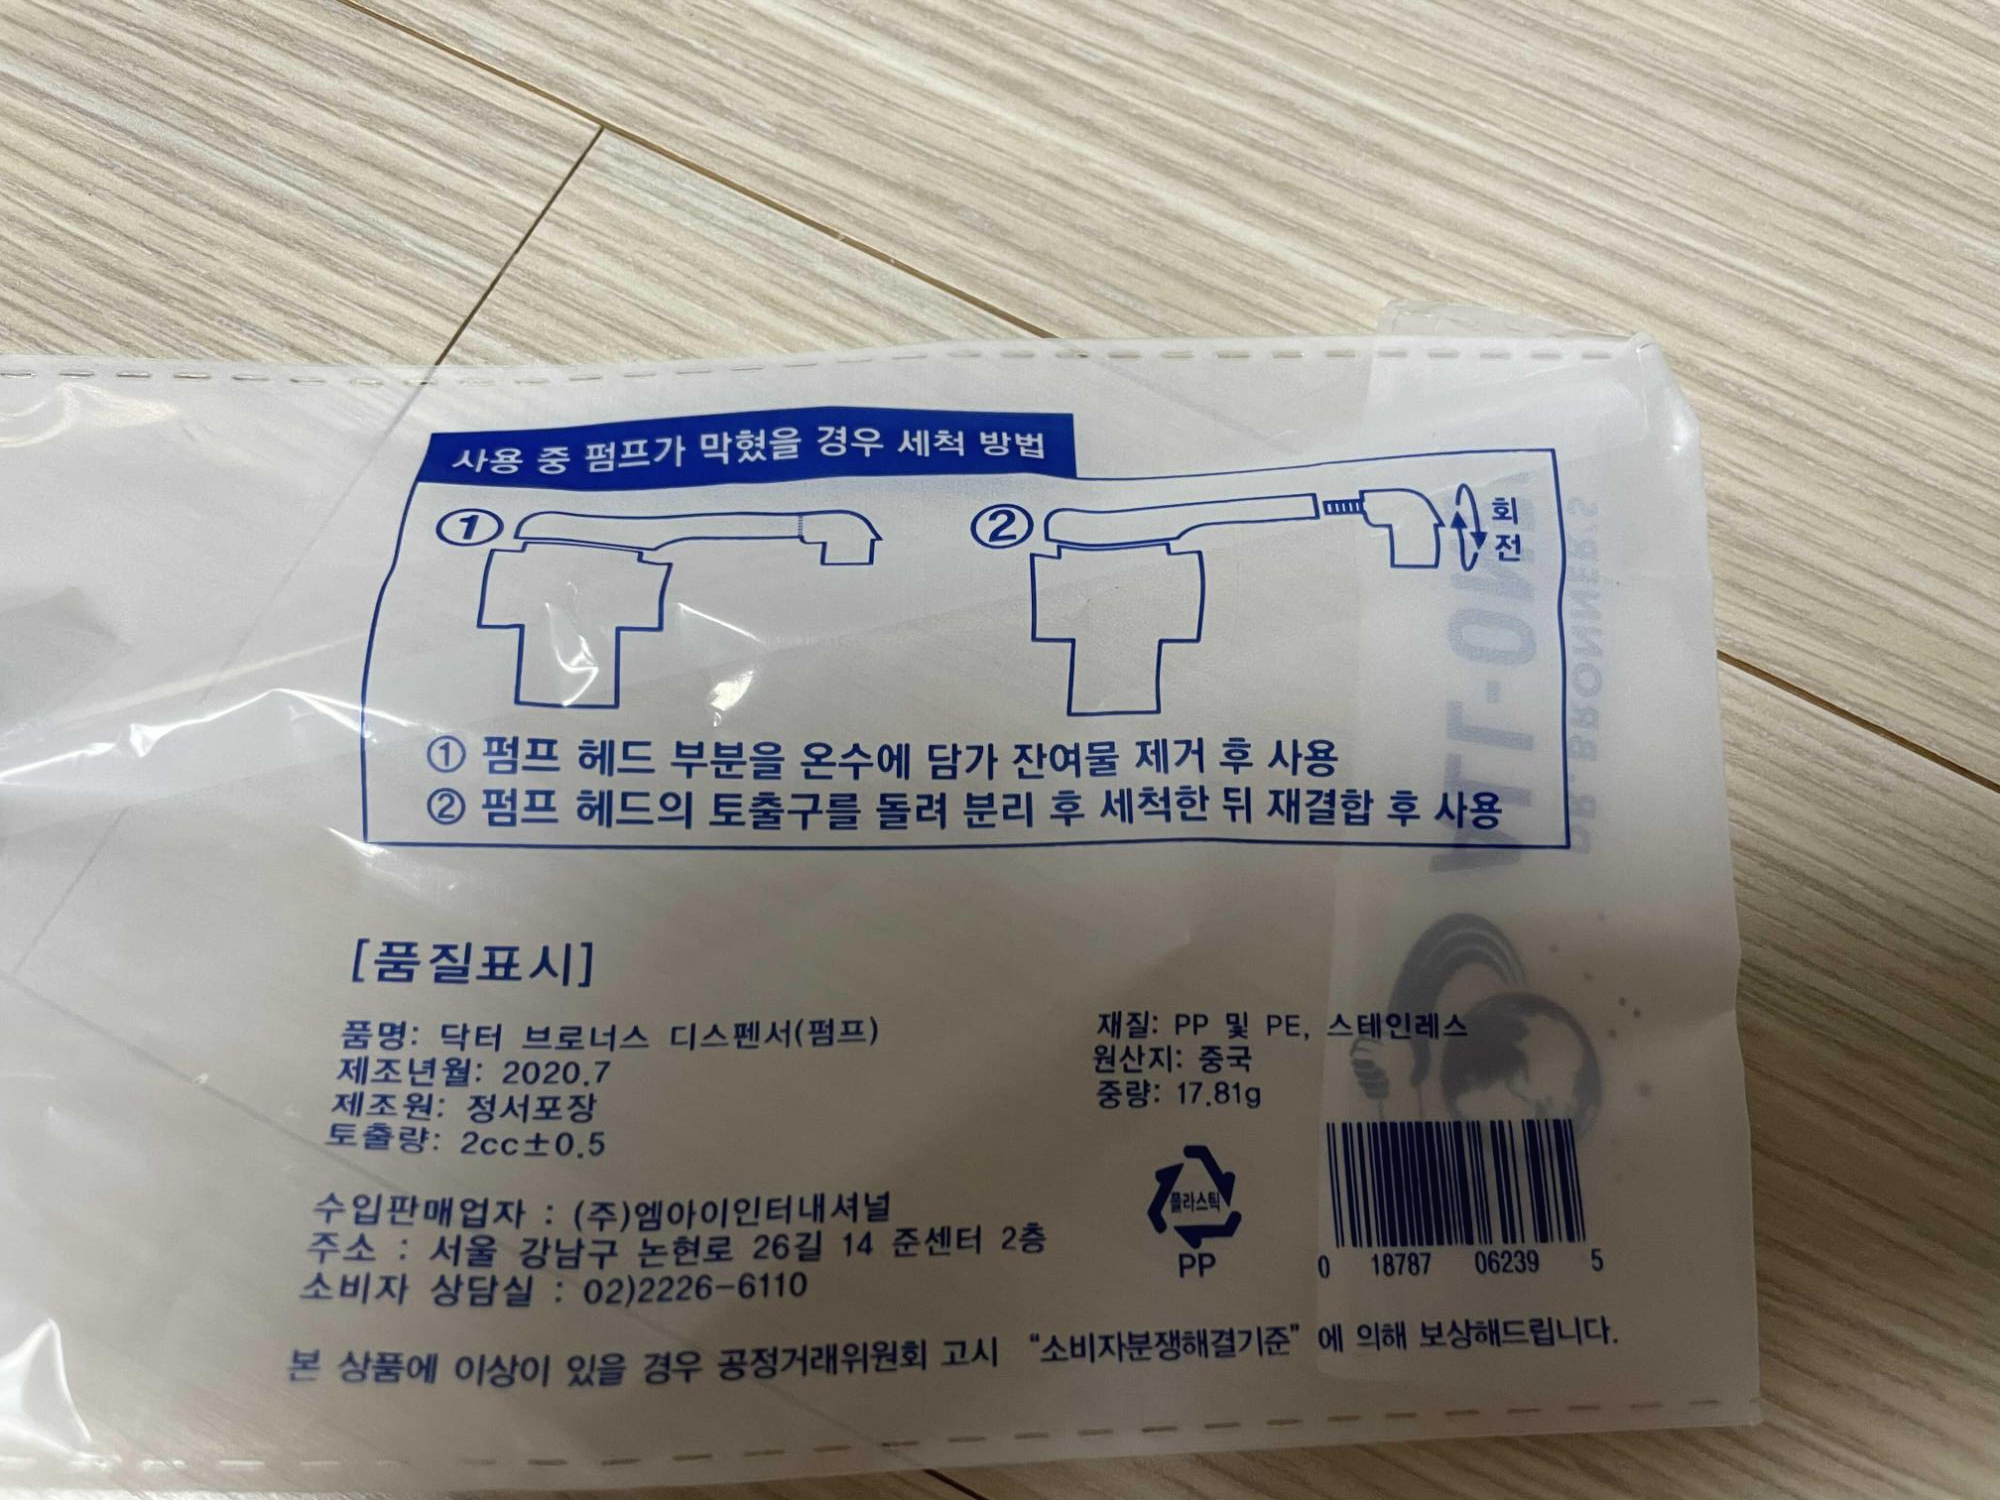 사용 중 펌프가 막혔을 경우 세척 방법
①
②
회
전
① 펌프 헤드 부분을 온수에 담가 잔여물 제거 후 사용
② 펌프 헤드의 토출구를 돌려 분리 후 세척한 뒤 재결합 후 사용
ALL-ONE!
DR. BRONNER'S
[품질표시]
품명: 닥터 브로너스 디스펜서(펌프)
제조년월: 2020.7
제조원: 정서포장
토출량: 2cc±0.5
재질: PP 및 PE, 스테인레스
원산지: 중국
중량: 17.81g
수입판매업자 : (주)엠아이인터내셔널
주소 : 서울 강남구 논현로 26길 14 준센터 2층
소비자 상담실 : 02)2226-6110
플라스틱
PP
0 18787 06239 5
본 상품에 이상이 있을 경우 공정거래위원회 고시 “소비자분쟁해결기준”에 의해 보상해드립니다.